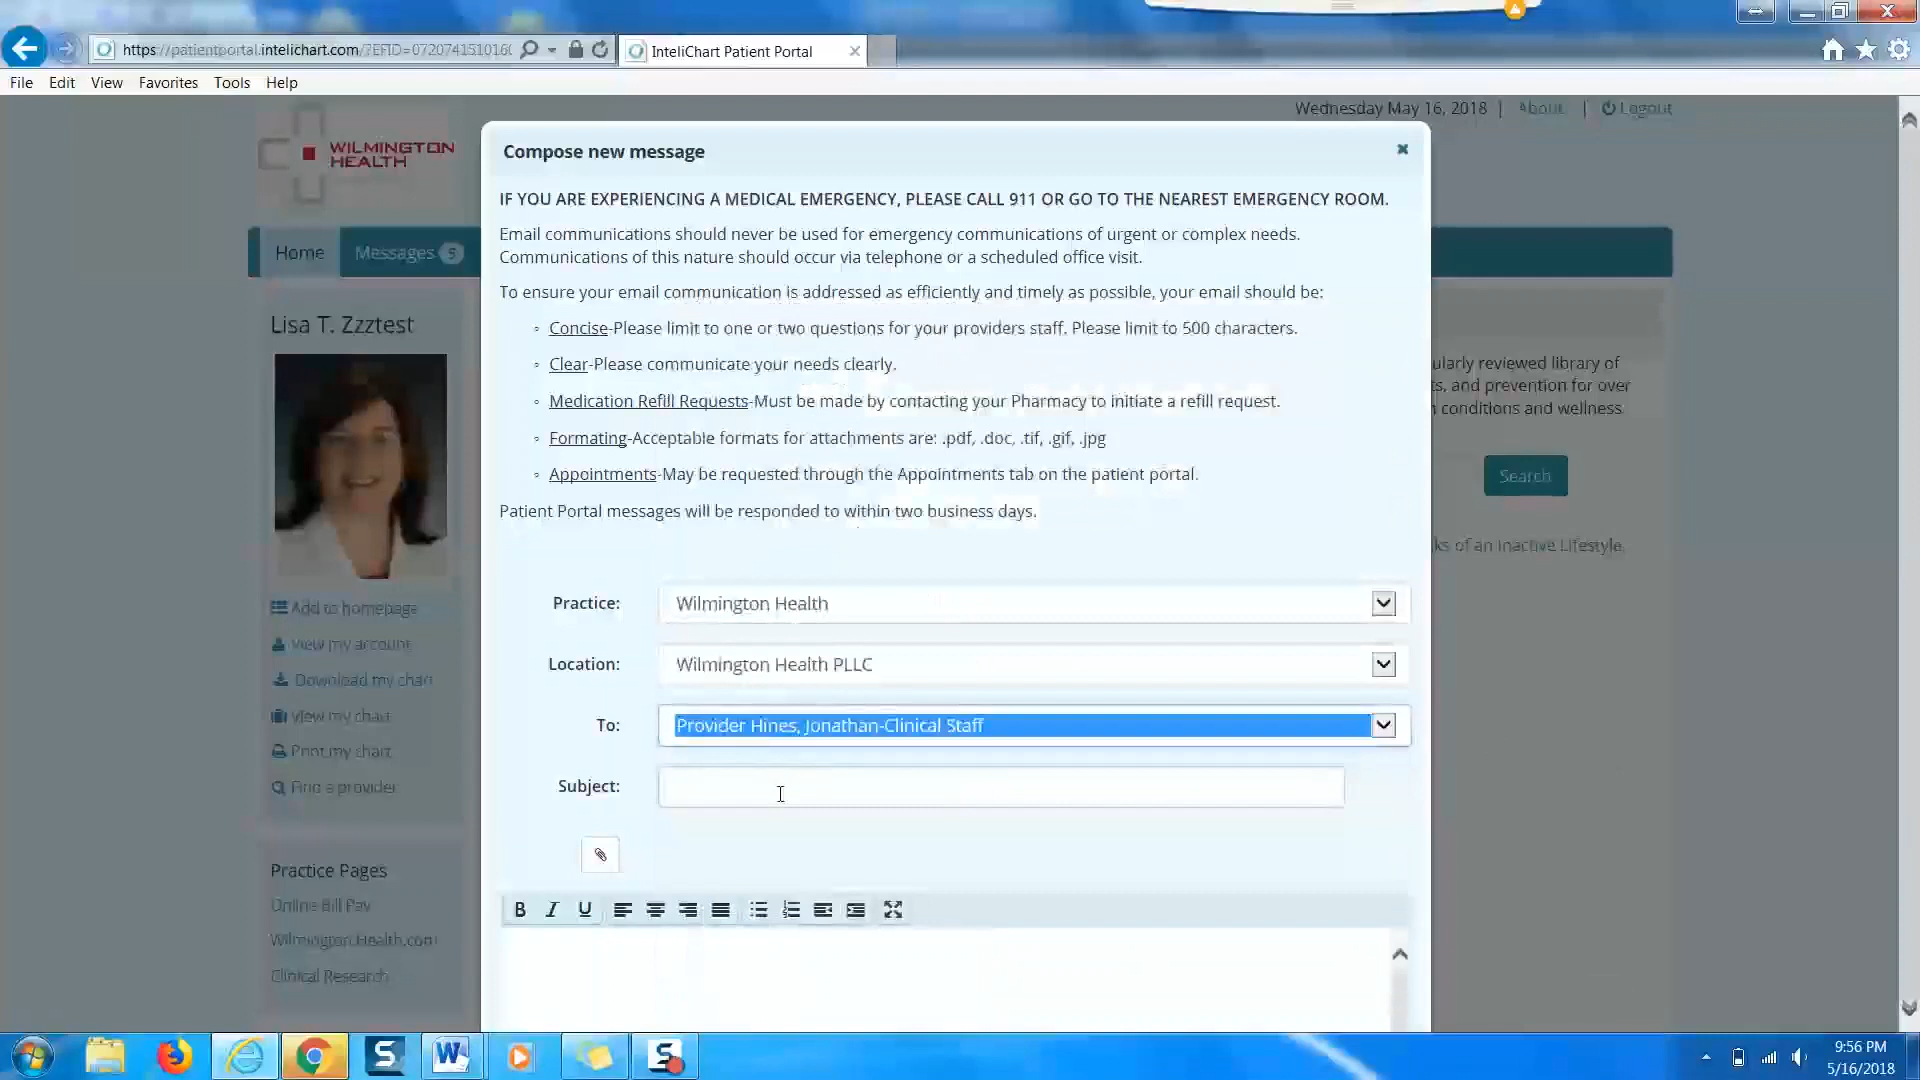 https://patientportal.intelichart.com/?EFID=0720741510160
InteliChart Patient Portal
File Edit View Favorites Tools Help
Wednesday May 16, 2018 | About | Logout
WILMINGTON
HEALTH
Home Messages 5
Lisa T. Zzztest
Add to homepage
View my account
Download my chart
View my chart
Print my chart
Find a provider
Practice Pages
Online Bill Pay
Wilmington Health.com
Clinical Research
Compose new message
IF YOU ARE EXPERIENCING A MEDICAL EMERGENCY, PLEASE CALL 911 OR GO TO THE NEAREST EMERGENCY ROOM.
Email communications should never be used for emergency communications of urgent or complex needs.
Communications of this nature should occur via telephone or a scheduled office visit.
To ensure your email communication is addressed as efficiently and timely as possible, your email should be:
Concise-Please limit to one or two questions for your providers staff. Please limit to 500 characters.
Clear-Please communicate your needs clearly.
Medication Refill Requests-Must be made by contacting your Pharmacy to initiate a refill request.
Formating-Acceptable formats for attachments are: .pdf, .doc, .tif, .gif, .jpg
Appointments-May be requested through the Appointments tab on the patient portal.
Patient Portal messages will be responded to within two business days.
Practice: Wilmington Health
Location: Wilmington Health PLLC
To: Provider Hines, Jonathan-Clinical Staff
Subject:
B I U
ularly reviewed library of
ts, and prevention for over
conditions and wellness
Search
ks of an Inactive Lifestyle.
9:56 PM
5/16/2018